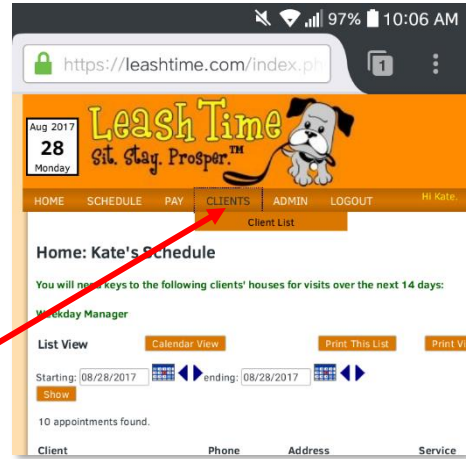 97% 10:06 AM
https://leashtime.com/index.ph
1
Aug 2017
28
Monday
Leash Time
Sit. Stay. Prosper.™
HOME SCHEDULE PAY CLIENTS ADMIN LOGOUT Hi Kate.
Client List
Home: Kate's Schedule
You will need keys to the following clients' houses for visits over the next 14 days:
Weekday Manager
List View Calendar View Print This List Print Vi
Starting: 08/28/2017 ending: 08/28/2017
Show
10 appointments found.
Client Phone Address Service